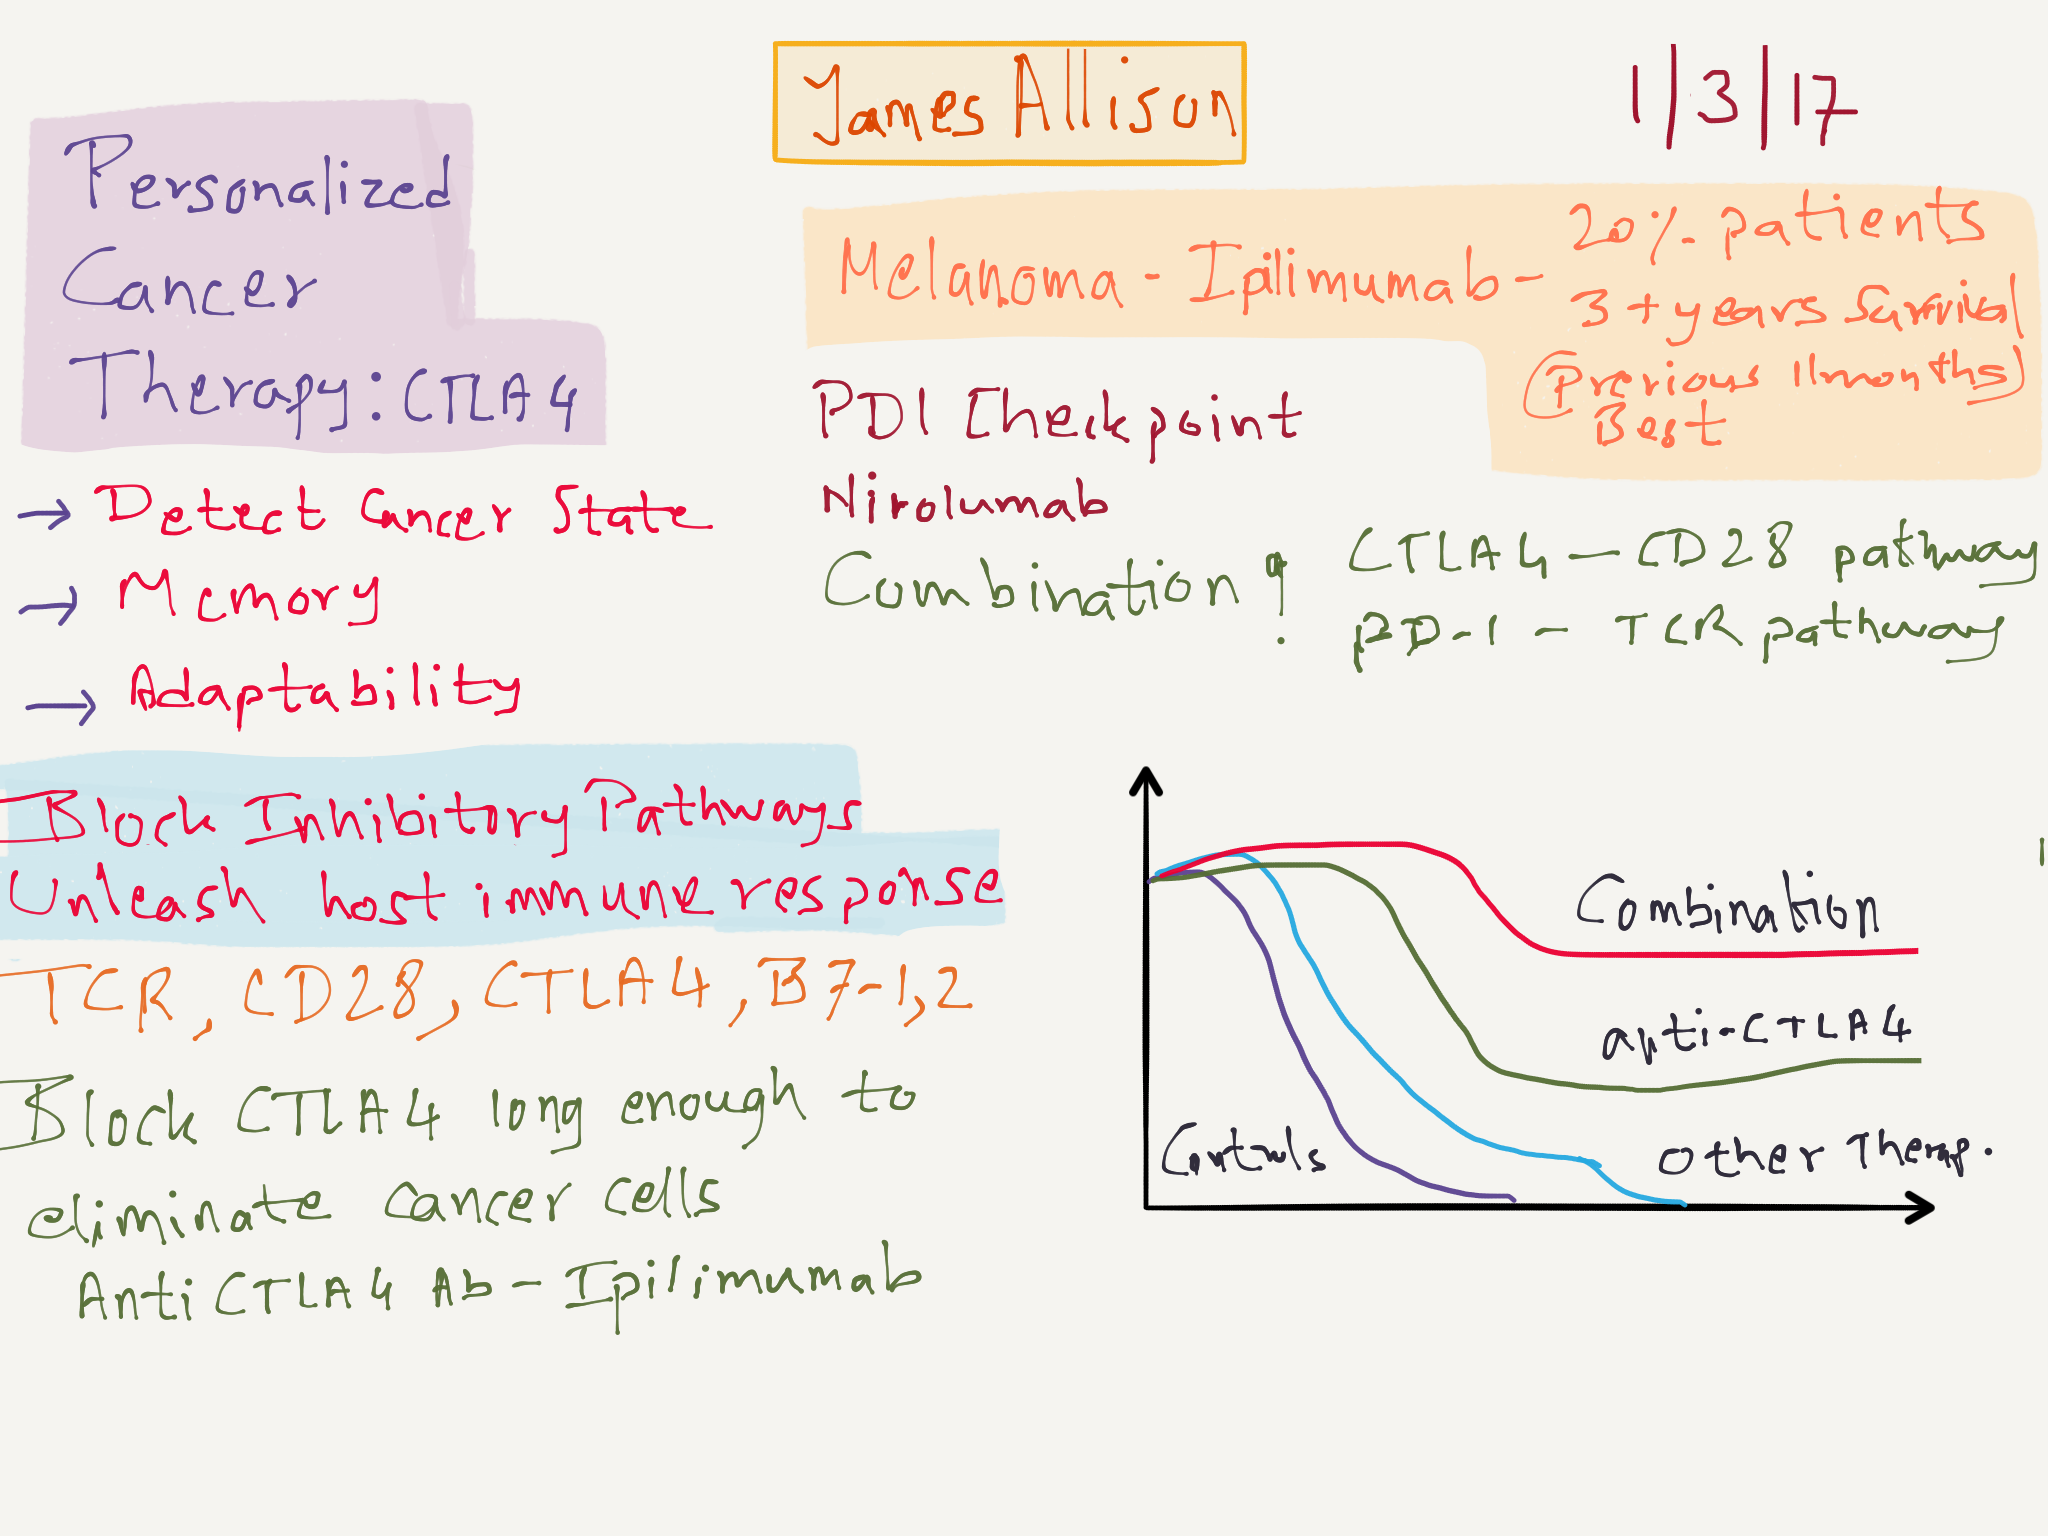 James Allison
1/3/17
Personalized
Cancer
Therapy: CTLA4
→ Detect Cancer State
→ Memory
→ Adaptability
Block Inhibitory Pathways
Unleash host immune response
TCR, CD28, CTLA4, B7-1,2
Block CTLA4 long enough to
eliminate cancer cells
Anti CTLA4 Ab - Ipilimumab
Melanoma - Ipilimumab -
20% patients
3+ years Survival
(Previous 11months)
Best
PD1 Checkpoint
Nivolumab
Combination?
CTLA4 - CD28 pathway
PD-1 - TCR pathway
Combination
anti-CTLA4
Controls
Other Therap.